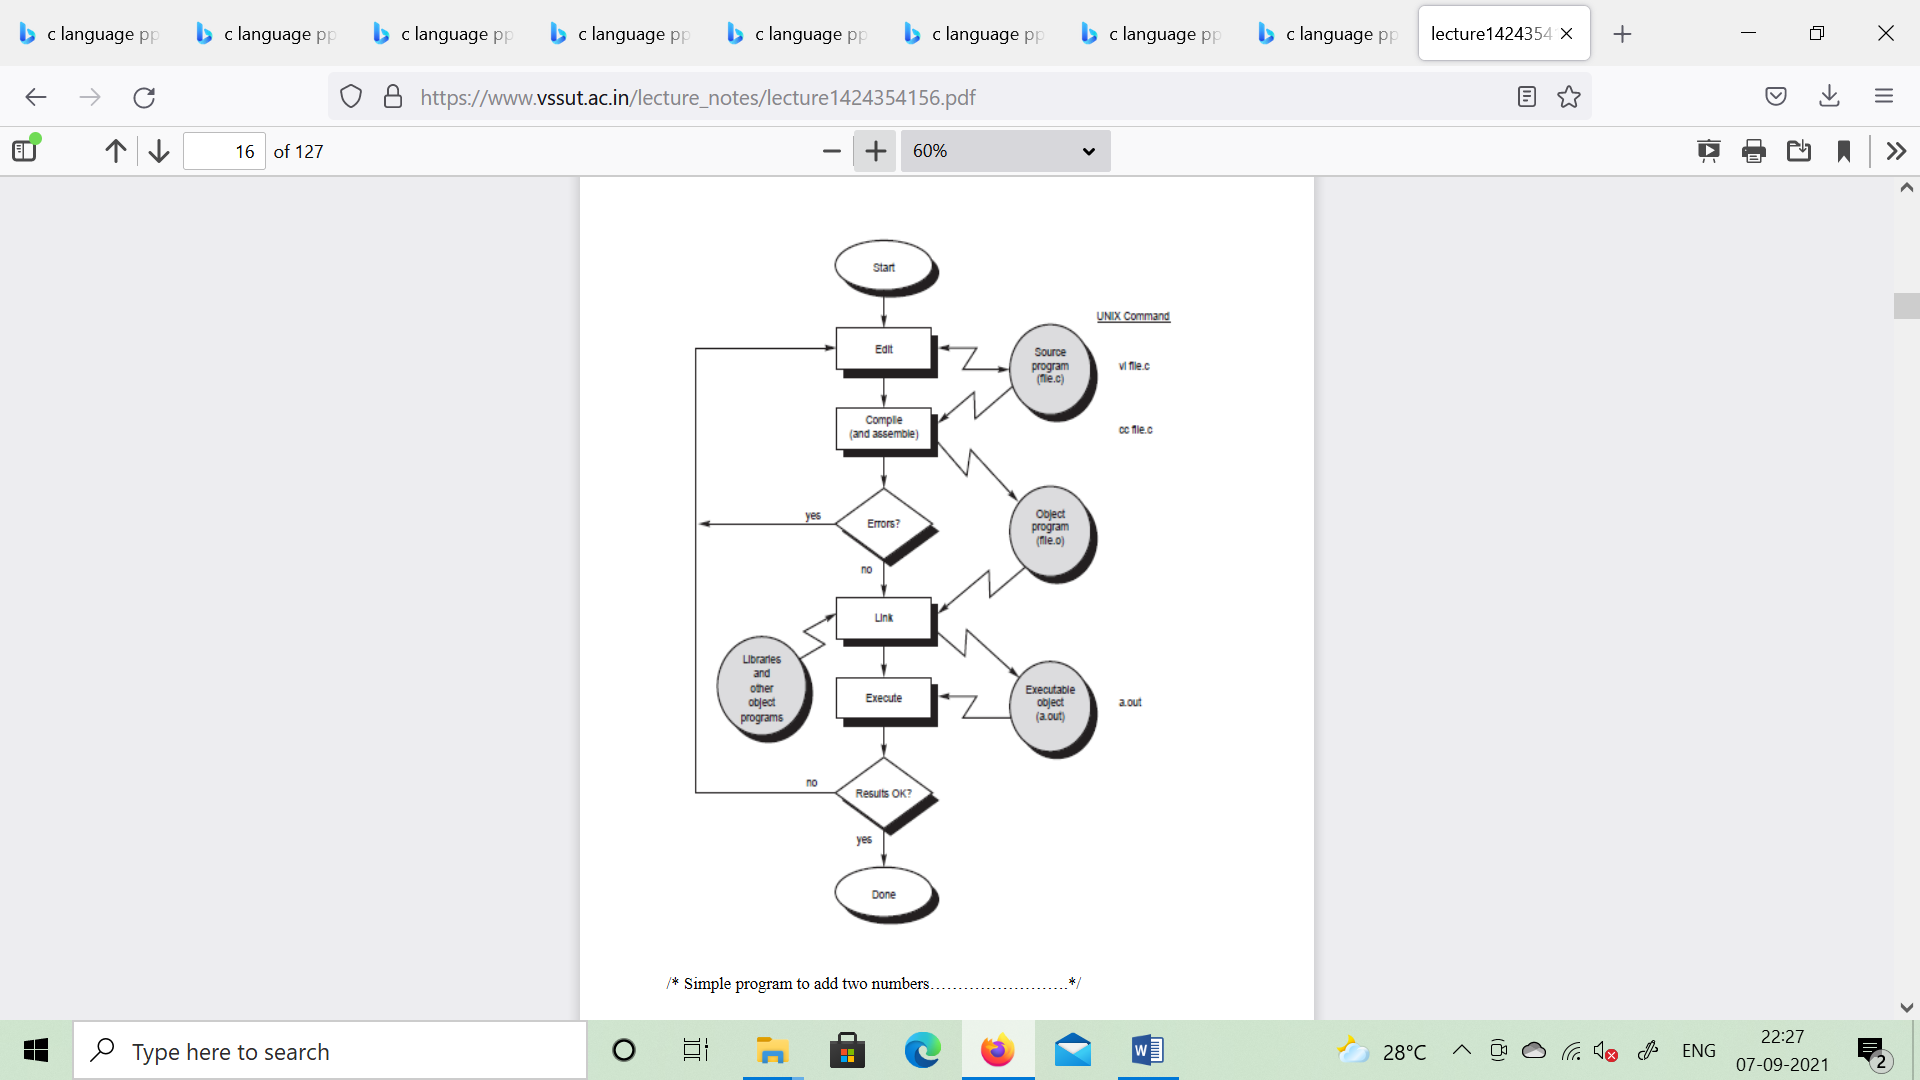 c language pp
c language pp
c language pp
c language pp
c language pp
c language pp
c language pp
c language pp
lecture1424354
https://www.vssut.ac.in/lecture_notes/lecture1424354156.pdf
16 of 127
60%
Start
UNIX Command
Edit
Source
program
(file.c)
vi file.c
Compile
(and assemble)
cc file.c
yes
Errors?
Object
program
(file.o)
no
Link
Libraries
and
other
object
programs
Execute
Executable
object
(a.out)
a.out
no
Results OK?
yes
Done
/* Simple program to add two numbers…………………….*/
Type here to search
28°C
ENG
22:27
07-09-2021
2